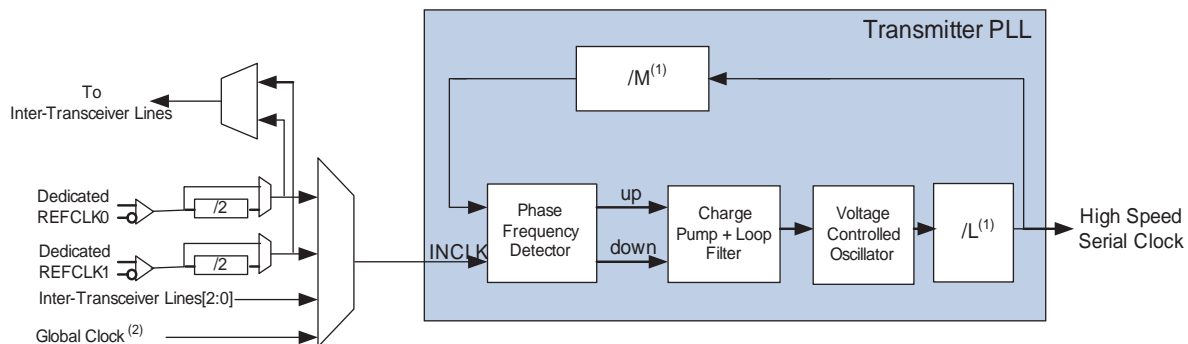 Transmitter PLL
/M(1)
To
Inter-Transceiver Lines
Dedicated
REFCLK0
/2
Dedicated
REFCLK1
/2
Inter-Transceiver Lines[2:0]
Global Clock (2)
INCLK
Phase
Frequency
Detector
up
down
Charge
Pump + Loop
Filter
Voltage
Controlled
Oscillator
/L(1)
High Speed
Serial Clock